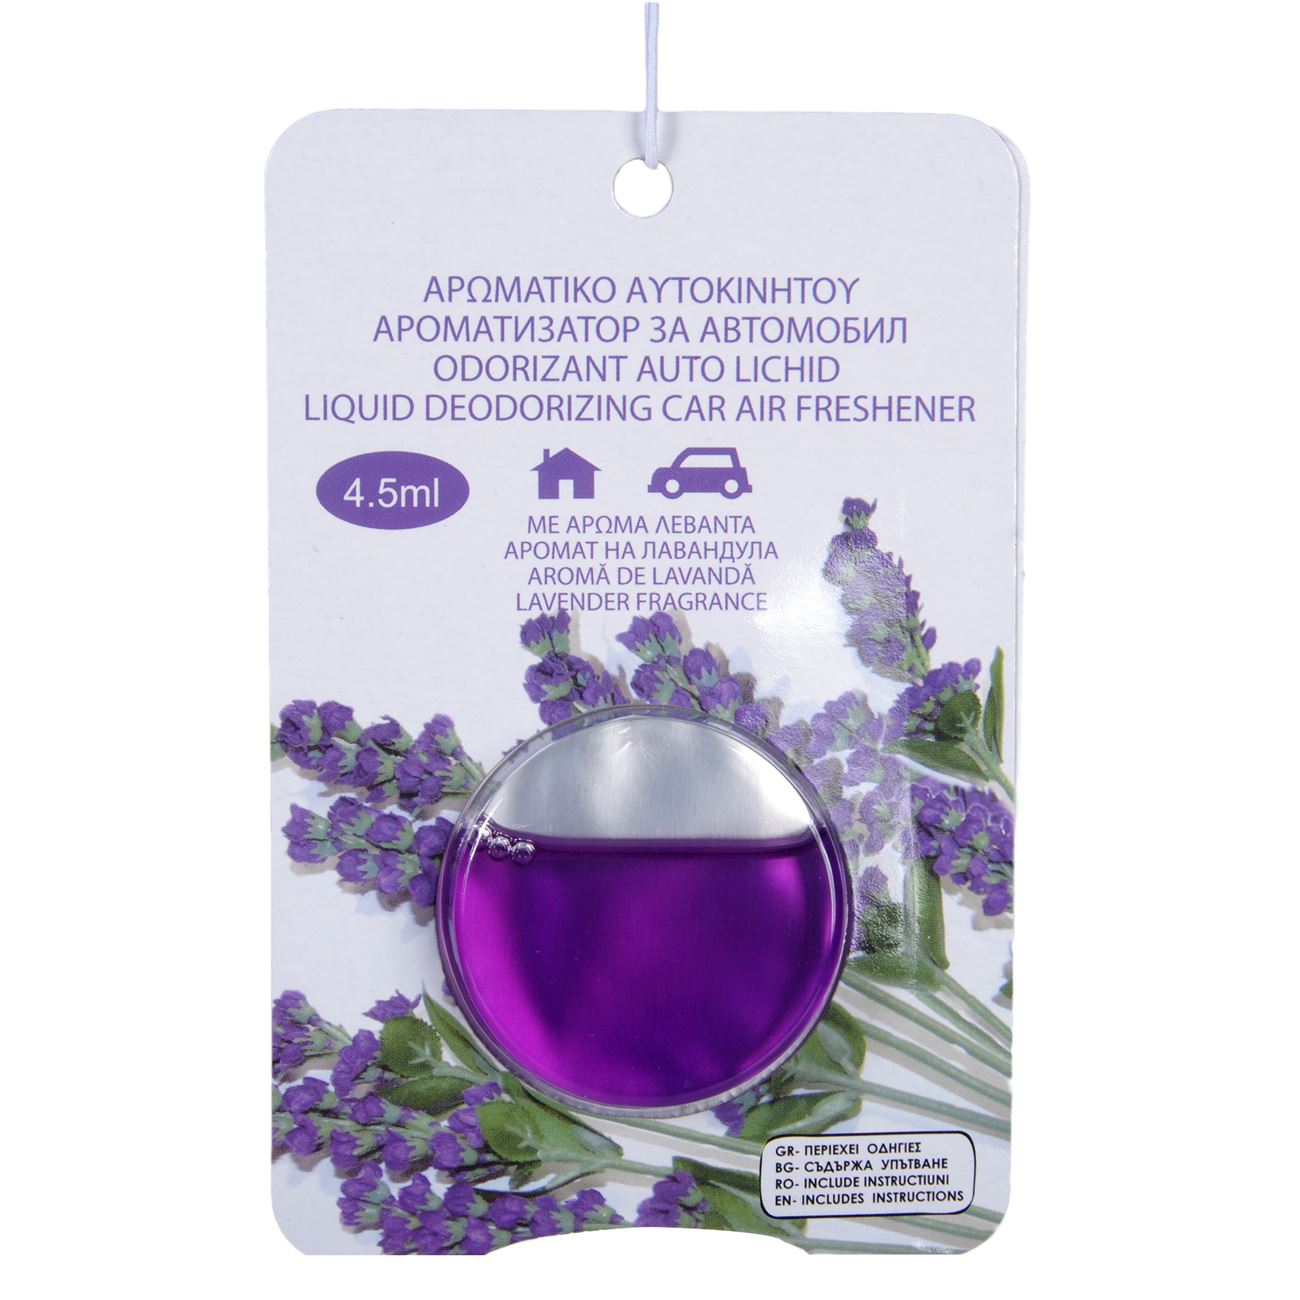 ΑΡΩΜΑΤΙΚΟ ΑΥΤΟΚΙΝΗΤΟΥ
АРОМАТИЗАТОР ЗА АВТОМОБИЛ
ODORIZANT AUTO LICHID
LIQUID DEODORIZING CAR AIR FRESHENER
4.5ml
ΜΕ ΑΡΩΜΑ ΛΕΒΑΝΤΑ
АРОМАТ НА ЛАВАНДУЛА
AROMĂ DE LAVANDĂ
LAVENDER FRAGRANCE
GR- ΠΕΡΙΕΧΕΙ ΟΔΗΓΙΕΣ
BG- СЪДЪРЖА УПЪТВАНЕ
RO- INCLUDE INSTRUCTIUNI
EN- INCLUDES INSTRUCTIONS